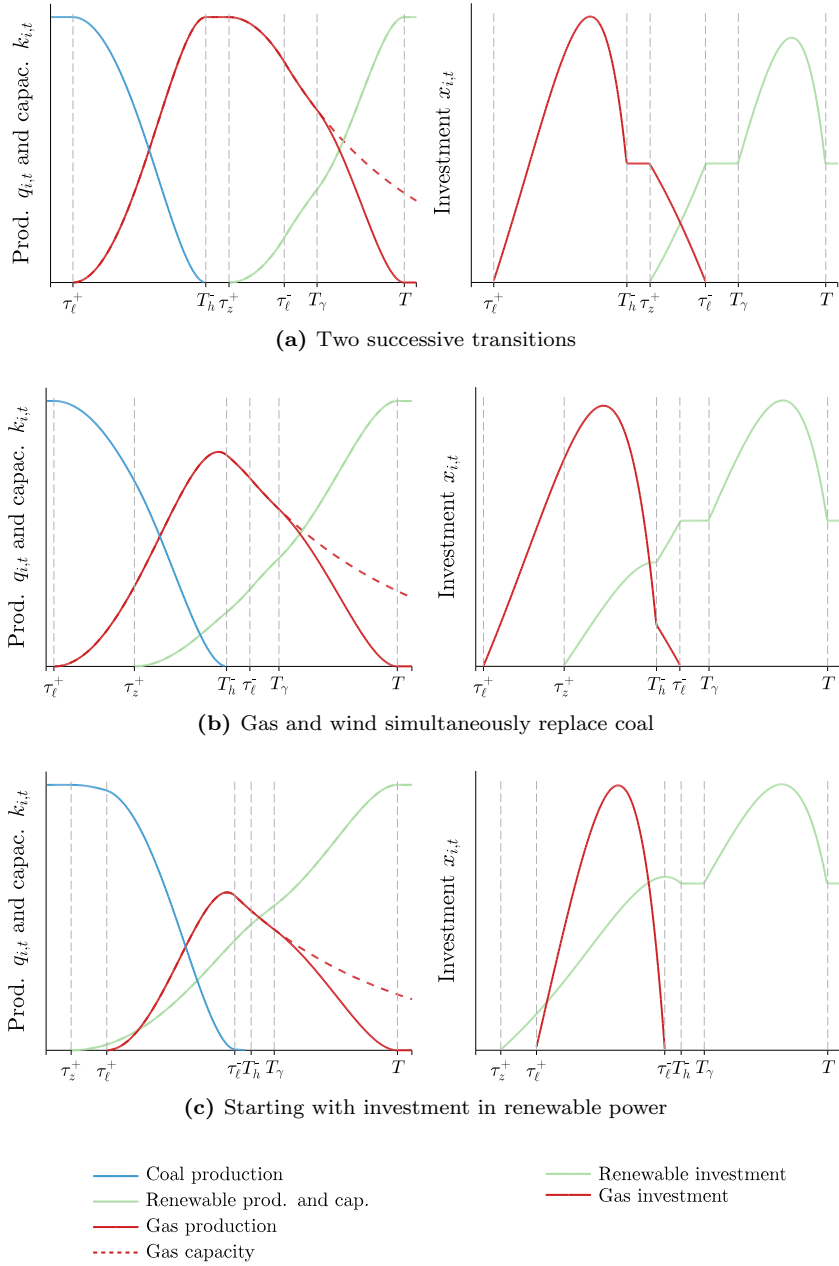 Prod. q_{i,t} and capac. k_{i,t}
τ_ℓ^+ T_h^- τ_z^+ τ_ℓ^- T_γ T
Investment x_{i,t}
τ_ℓ^+ T_h^- τ_z^+ τ_ℓ^- T_γ T
(a) Two successive transitions
Prod. q_{i,t} and capac. k_{i,t}
τ_ℓ^+ τ_z^+ T_h^- τ_ℓ^- T_γ T
Investment x_{i,t}
τ_ℓ^+ τ_z^+ T_h^- τ_ℓ^- T_γ T
(b) Gas and wind simultaneously replace coal
Prod. q_{i,t} and capac. k_{i,t}
τ_z^+ τ_ℓ^+ τ_ℓ^- T_h^- T_γ T
Investment x_{i,t}
τ_z^+ τ_ℓ^+ τ_ℓ^- T_h^- T_γ T
(c) Starting with investment in renewable power
Coal production
Renewable prod. and cap.
Gas production
Gas capacity
Renewable investment
Gas investment